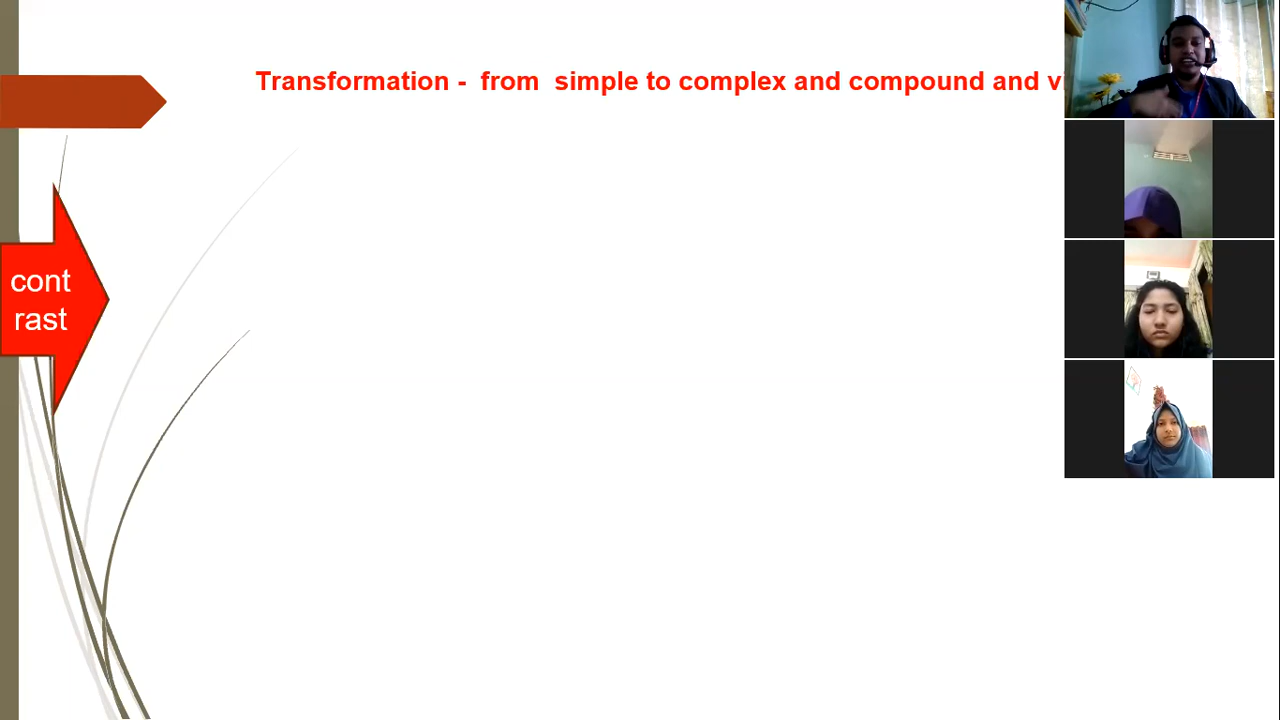 Transformation - from simple to complex and compound and v
cont
rast